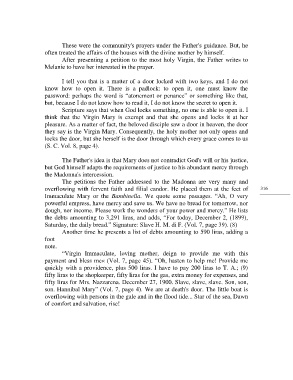 These were the community's prayers under the Father's guidance. But, he
often treated the affairs of the houses with the divine mother by himself.
After presenting a petition to the most holy Virgin, the Father writes to
Melanie to have her interested in the prayer.
I tell you that is a matter of a door locked with two keys, and I do not
know how to open it. There is a padlock: to open it, one must know the
password: perhaps the word is "atonement or penance" or something like that,
but, because I do not know how to read it, I do not know the secret to open it.
Scripture says that when God locks something, no one is able to open it. I
think that the Virgin Mary is exempt and that she opens and locks it at her
pleasure. As a matter of fact, the beloved disciple saw a door in heaven, the door
they say is the Virgin Mary. Consequently, the holy mother not only opens and
locks the door, but she herself is the door through which every grace comes to us
(S. C. Vol. 8, page 4).
The Father's idea is that Mary does not contradict God's will or his justice,
but God himself adapts the requirements of justice to his abundant mercy through
the Madonna's intercession.
The petitions the Father addressed to the Madonna are very many and
overflowing with fervent faith and filial candor. He placed them at the feet of
Immaculate Mary or the Bambinella. We quote some passages. "Ah, O very
powerful empress, have mercy and save us. We have no bread for tomorrow, nor
dough, nor income. Please work the wonders of your power and mercy." He lists
the debts amounting to 3,291 liras, and adds, "For today, December 2, (1899),
Saturday, the daily bread." Signature: Slave H. M. di F. (Vol. 7, page 39). (8)
Another time he presents a list of debts amounting to 590 liras, adding a
foot
note.
"Virgin Immaculate, loving mother, deign to provide me with this
payment and bless me» (Vol. 7, page 45). "Oh, hasten to help me! Provide me
quickly with a providence, plus 500 liras. I have to pay 200 liras to T. A.; (9)
fifty liras to the shopkeeper, fifty liras for the gas, extra money for expenses, and
fifty liras for Mrs. Nazzarena. December 27, 1900. Slave, slave, slave. Son, son,
son. Hannibal Mary" (Vol. 7, page 4). We are at death's door. The little boat is
overflowing with persons in the gale and in the flood tide... Star of the sea, Dawn
of comfort and salvation, rise!